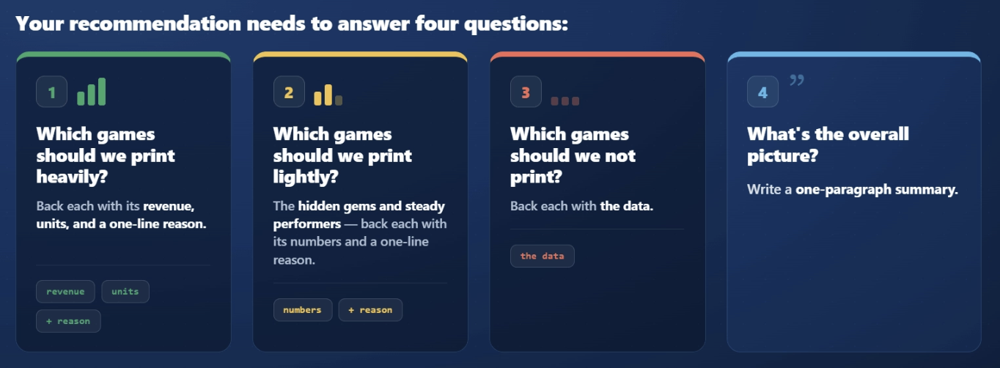 Your recommendation needs to answer four questions:
1
Which games
should we print
heavily?
Back each with its revenue,
units, and a one-line reason.
revenue
units
+ reason
2
Which games
should we print
lightly?
The hidden gems and steady
performers — back each with
its numbers and a one-line
reason.
numbers
+ reason
3
Which games
should we not
print?
Back each with the data.
the data
4
”
What's the overall
picture?
Write a one-paragraph summary.